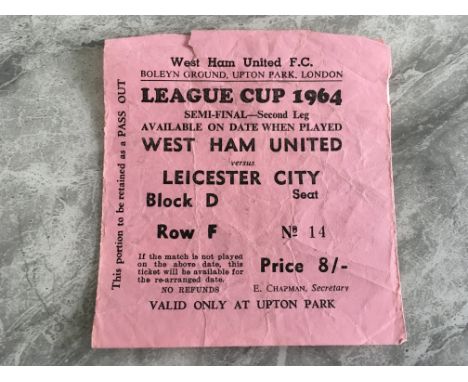 West Ham United F.C.
BOLEYN GROUND, UPTON PARK, LONDON
LEAGUE CUP 1964
SEMI-FINAL—Second Leg
AVAILABLE ON DATE WHEN PLAYED
WEST HAM UNITED
versus
LEICESTER CITY
Block D Seat
Row F Nº 14
If the match is not played
on the above date, this
ticket will be available for
the re-arranged date.
NO REFUNDS
Price 8/-
E. CHAPMAN, Secretary
VALID ONLY AT UPTON PARK
This portion to be retained as a PASS OUT